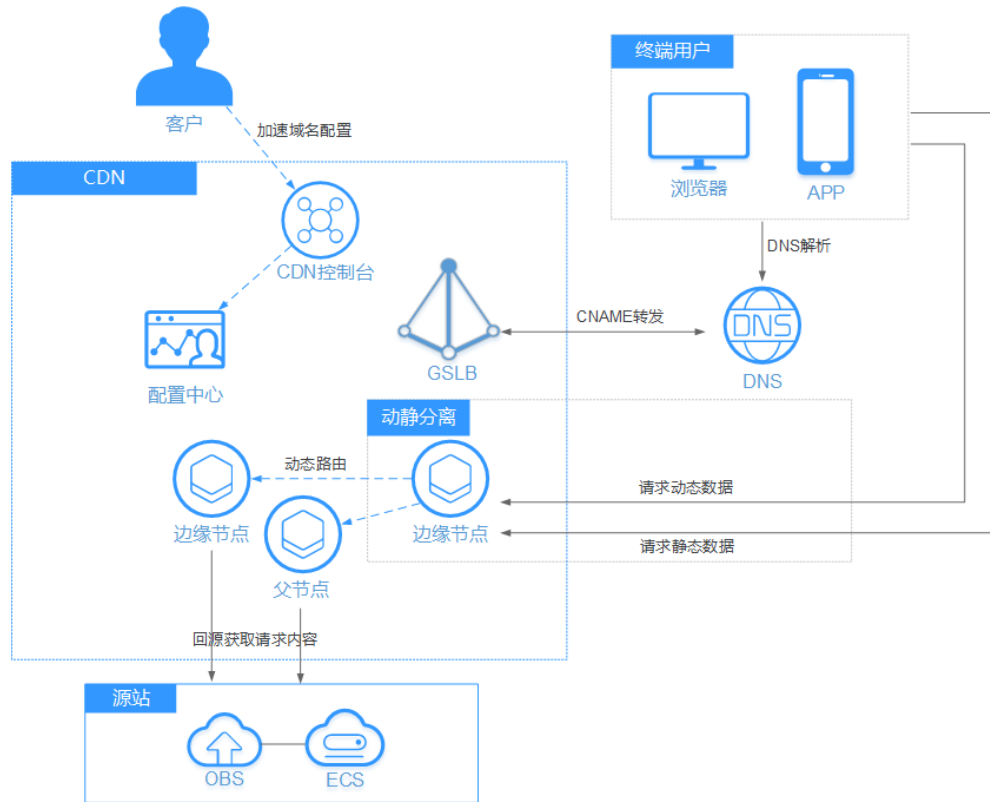 终端用户
客户
加速域名配置
浏览器
APP
CDN
CDN控制台
DNS解析
CNAME转发
GSLB
DNS
配置中心
动静分离
动态路由
边缘节点
边缘节点
父节点
请求动态数据
请求静态数据
回源获取请求内容
源站
OBS
ECS
DNS